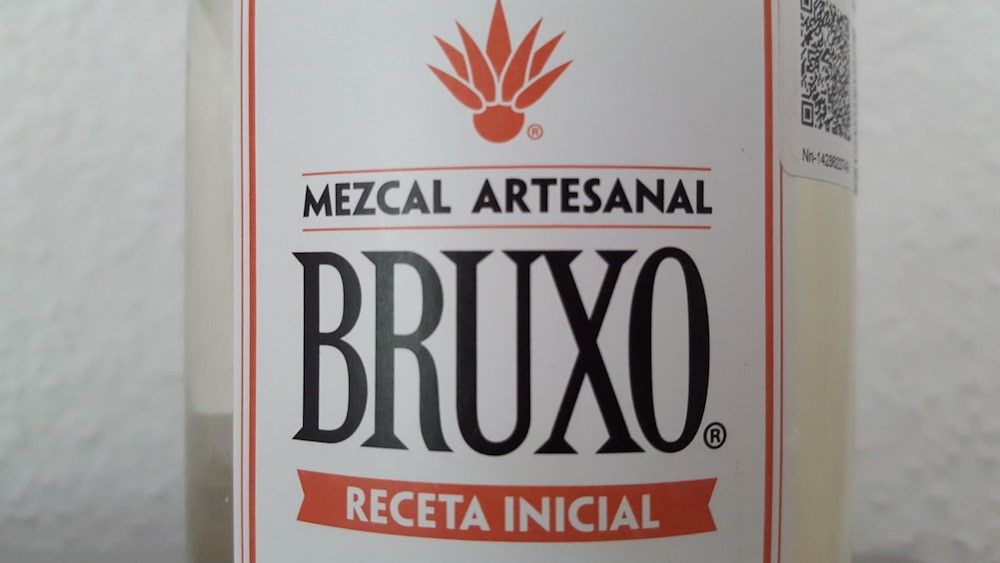 ®
MEZCAL ARTESANAL
BRUXO®
RECETA INICIAL